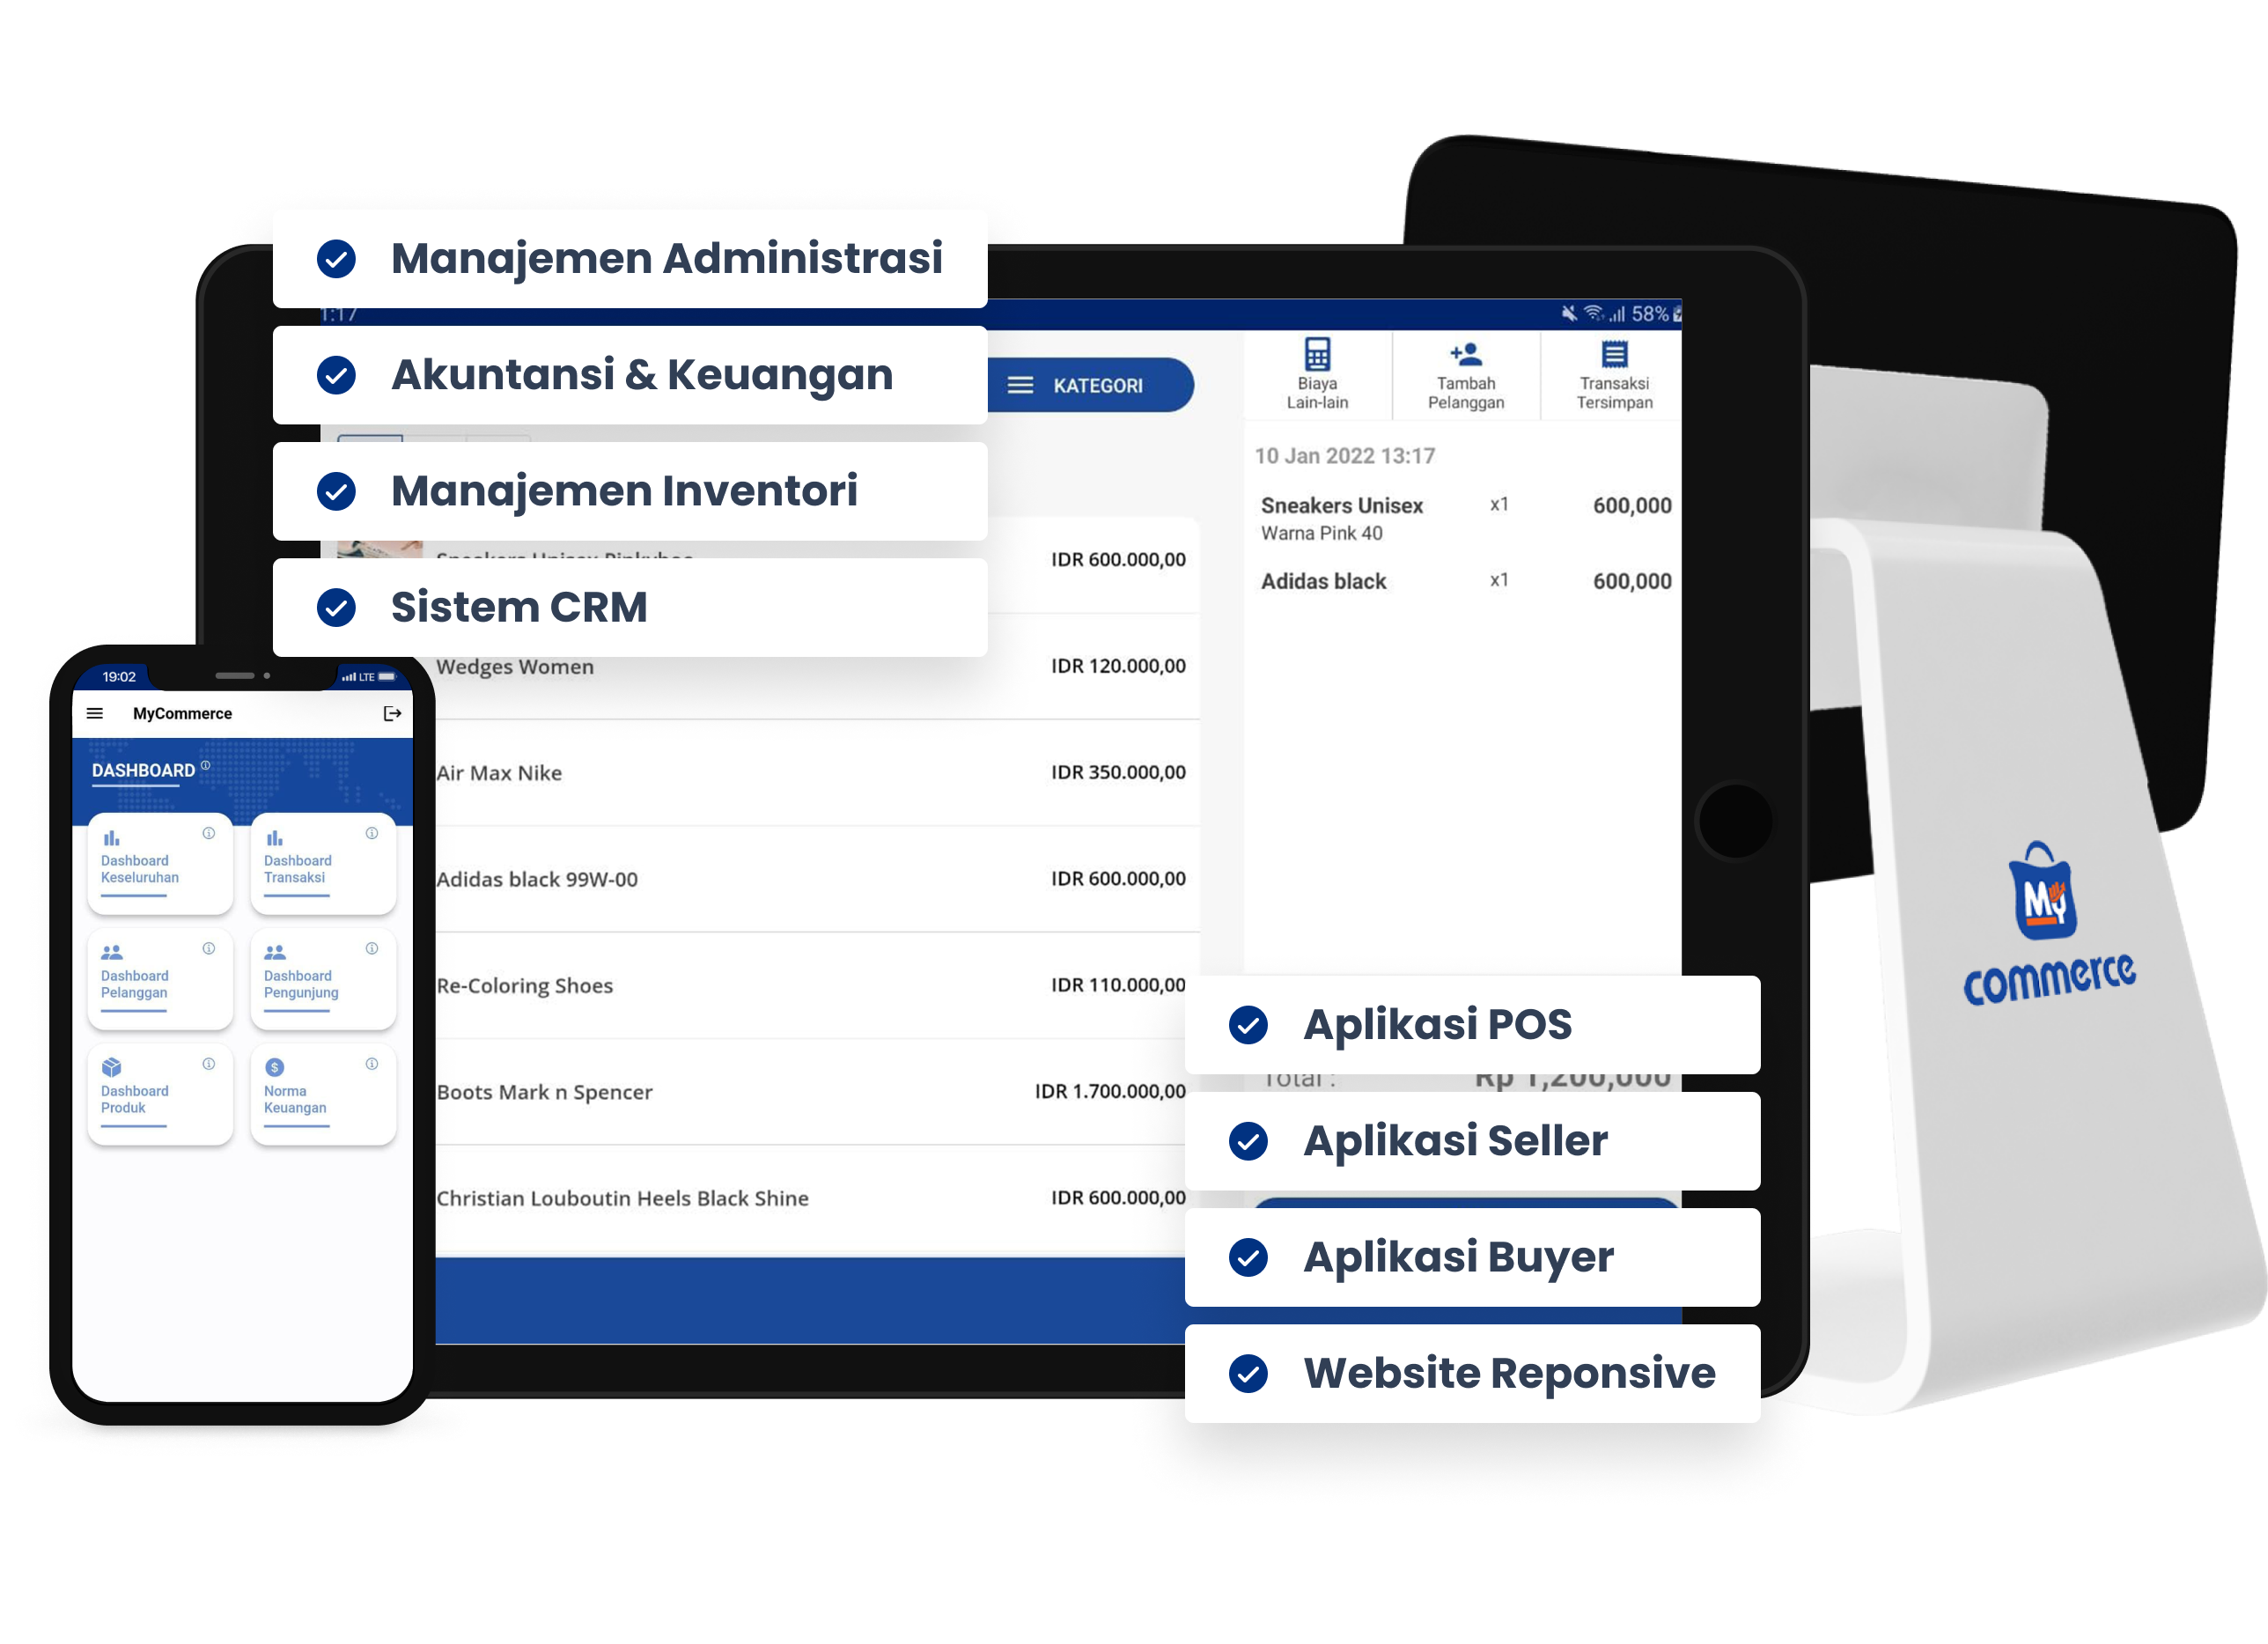 Manajemen Administrasi
Akuntansi & Keuangan
Manajemen Inventori
Sistem CRM
1:17
58%
KATEGORI
Biaya
Lain-lain
Tambah
Pelanggan
Transaksi
Tersimpan
10 Jan 2022 13:17
Sneakers Unisex x1 600,000
Warna Pink 40
Adidas black x1 600,000
Sneakers Unisex IDR 600.000,00
Wedges Women IDR 120.000,00
Air Max Nike IDR 350.000,00
Adidas black 99W-00 IDR 600.000,00
Re-Coloring Shoes IDR 110.000,00
Boots Mark n Spencer IDR 1.700.000,00
Christian Louboutin Heels Black Shine IDR 600.000,00
Total : Rp 1,200,000
Aplikasi POS
Aplikasi Seller
Aplikasi Buyer
Website Reponsive
19:02
LTE
MyCommerce
DASHBOARD
Dashboard
Keseluruhan
Dashboard
Transaksi
Dashboard
Pelanggan
Dashboard
Pengunjung
Dashboard
Produk
Norma
Keuangan
My
commerce